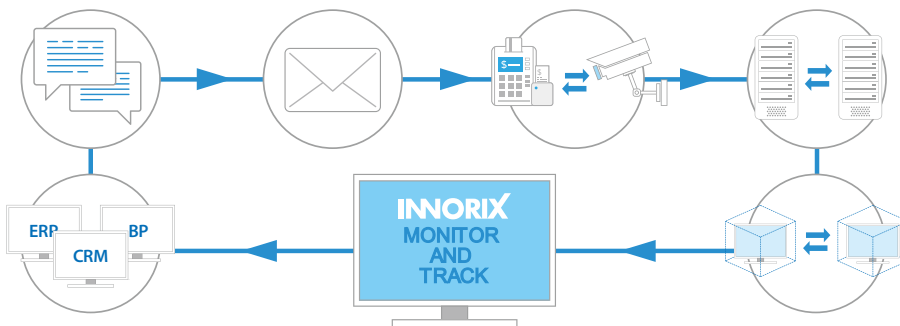 $
$
INNORIX
MONITOR
AND
TRACK
ERP
BP
CRM